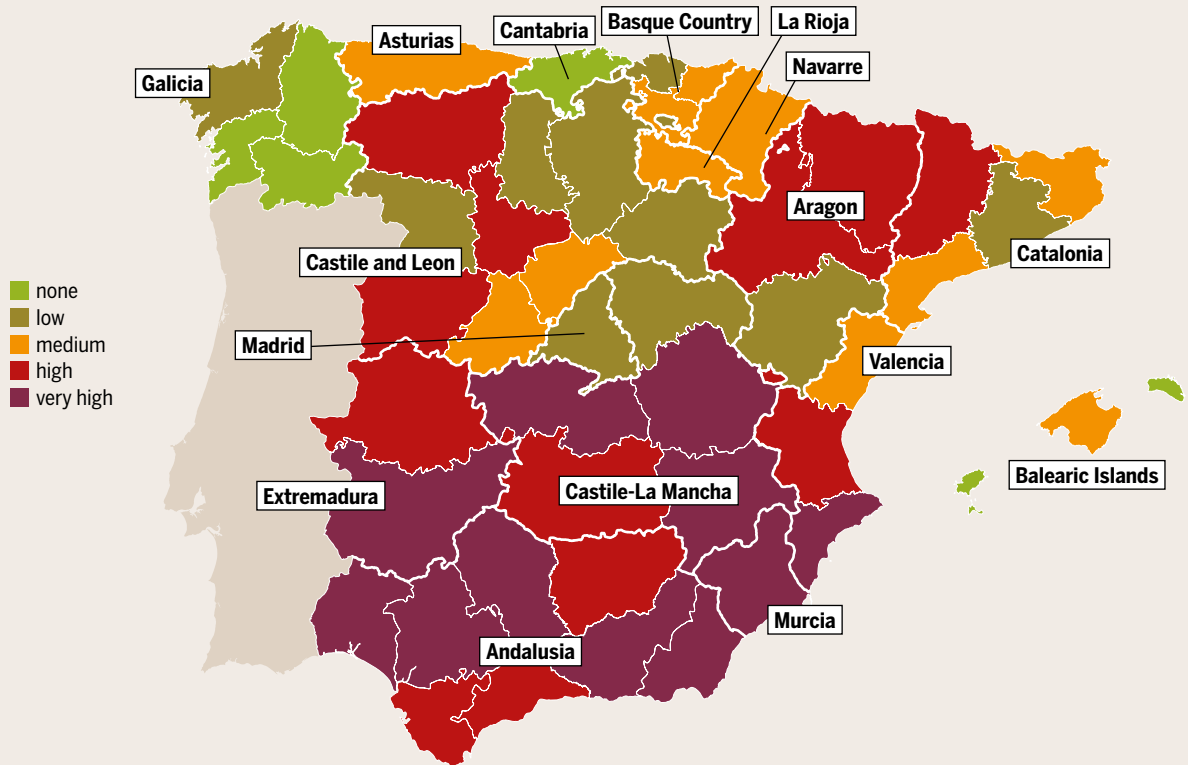 Basque Country
La Rioja
Cantabria
Asturias
Navarre
Galicia
Aragon
Catalonia
Castile and Leon
none
low
medium
high
very high
Madrid
Valencia
Balearic Islands
Extremadura
Castile-La Mancha
Murcia
Andalusia